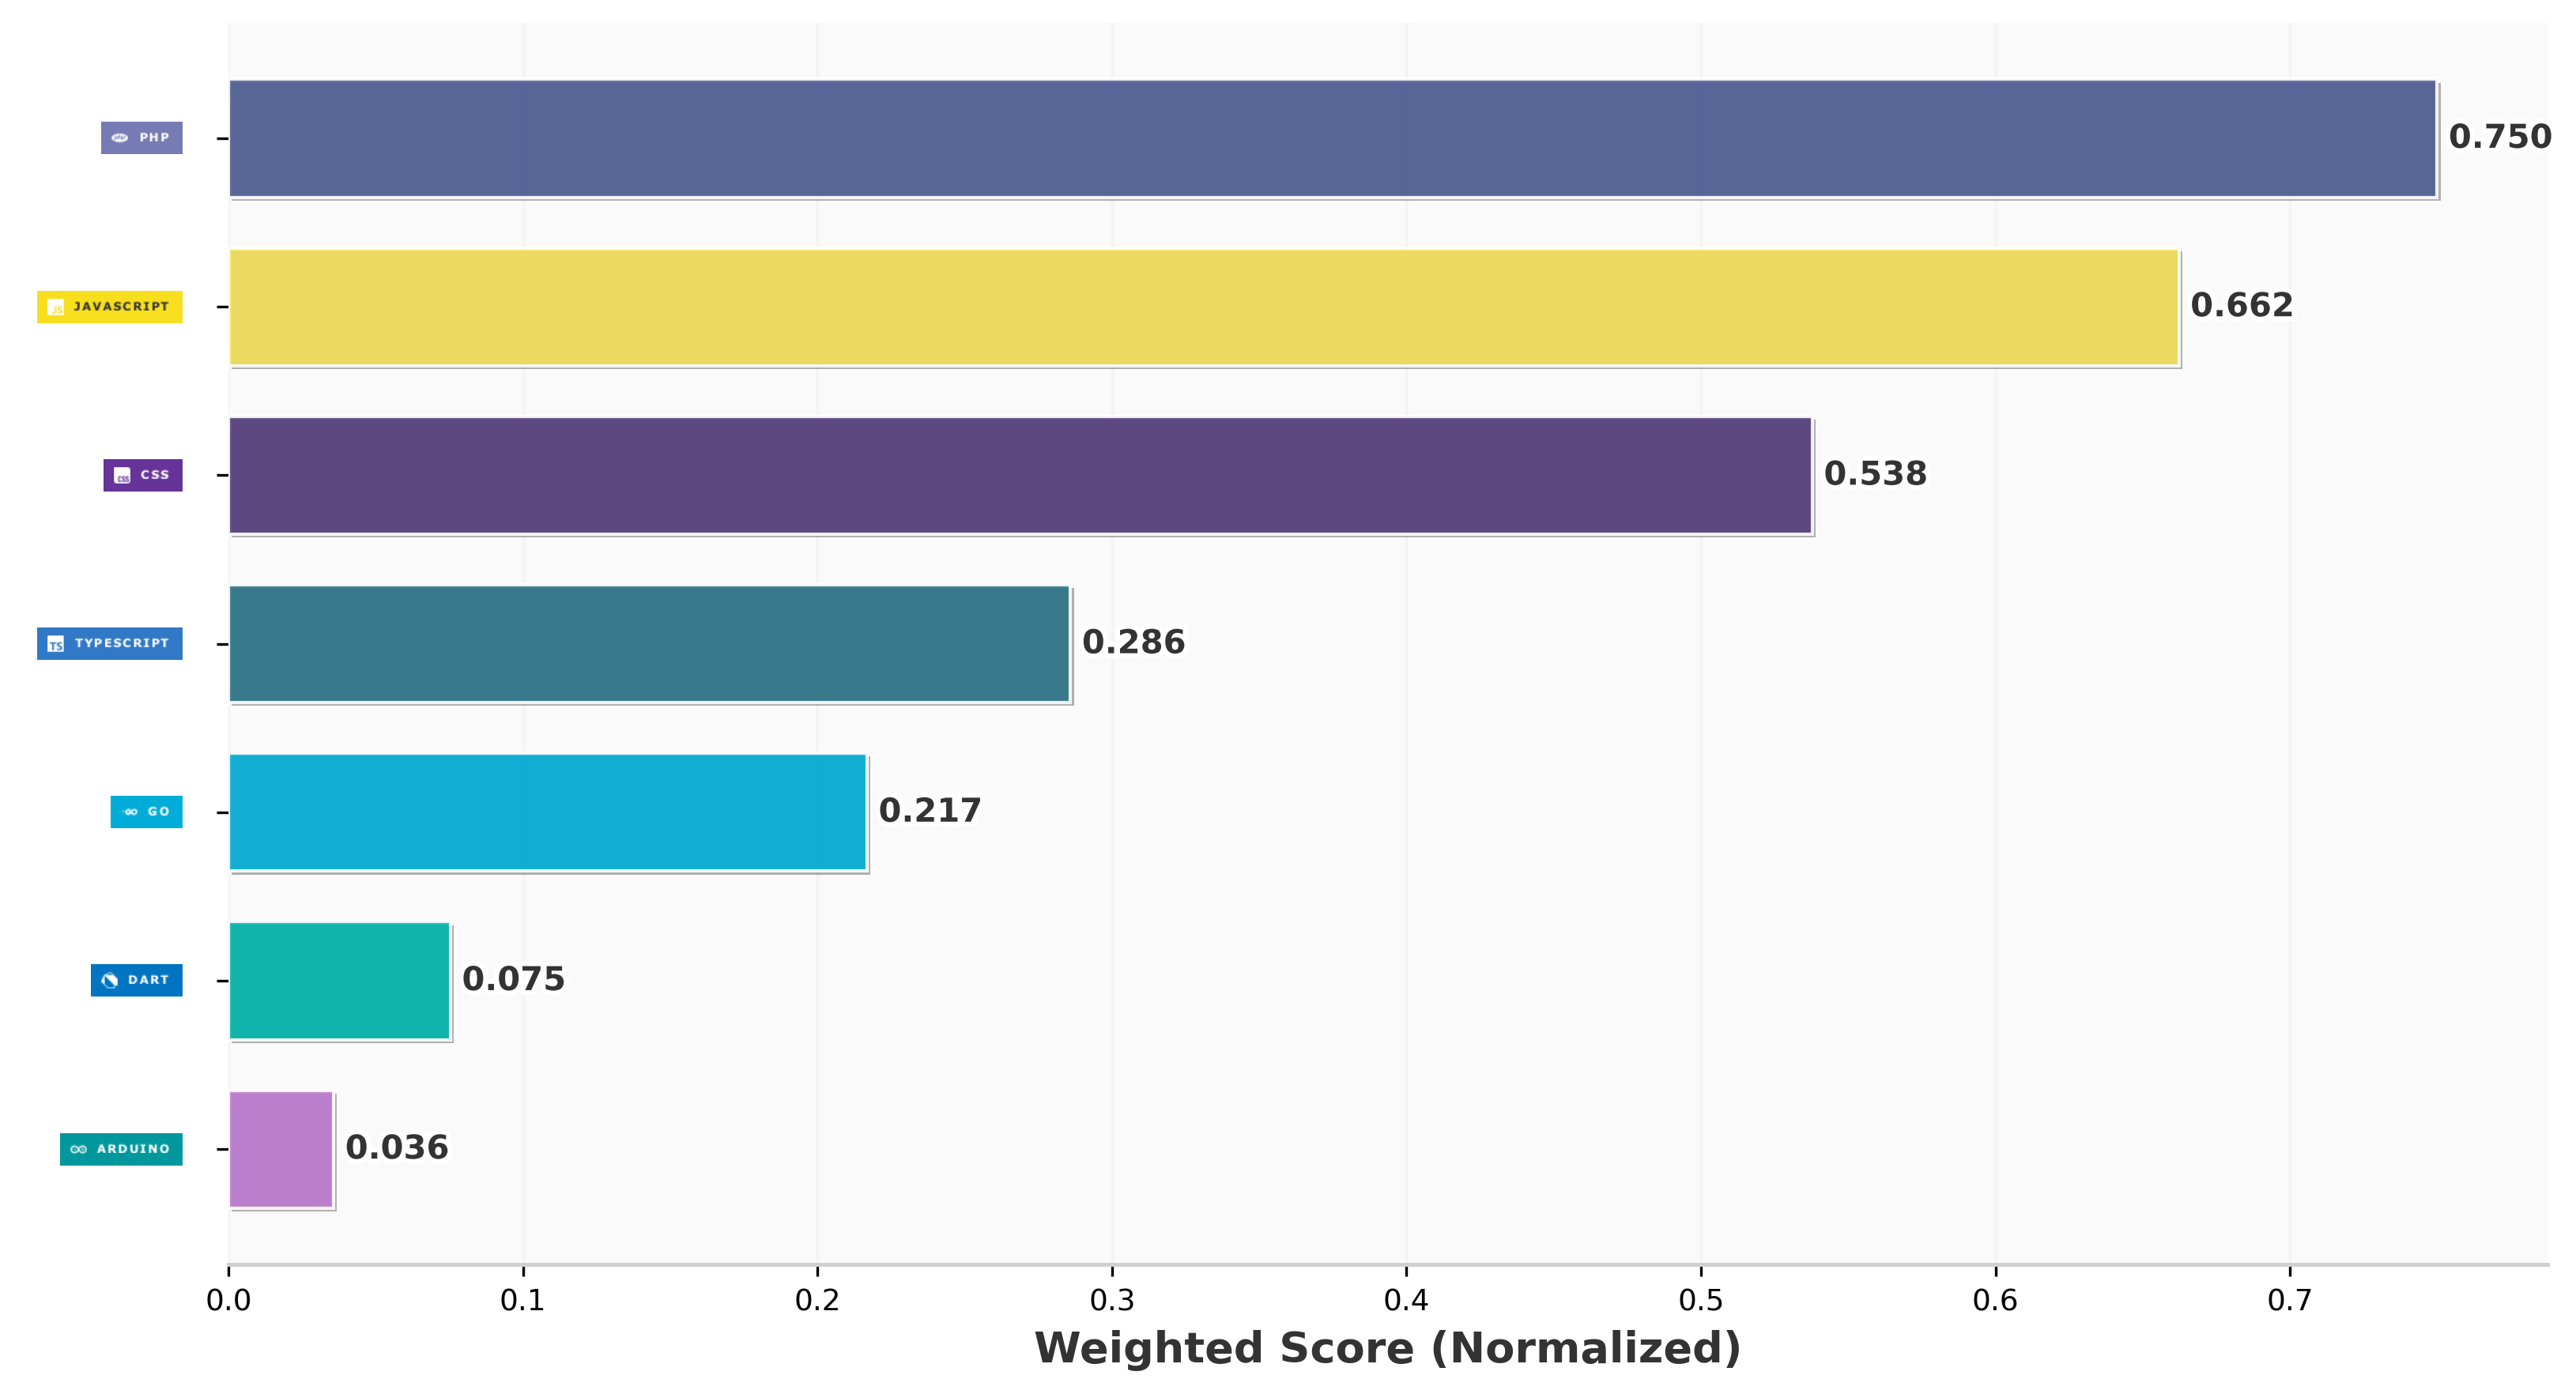 PHP
0.750
JAVASCRIPT
0.662
CSS
0.538
TYPESCRIPT
0.286
GO
0.217
DART
0.075
ARDUINO
0.036
0.0 0.1 0.2 0.3 0.4 0.5 0.6 0.7
Weighted Score (Normalized)